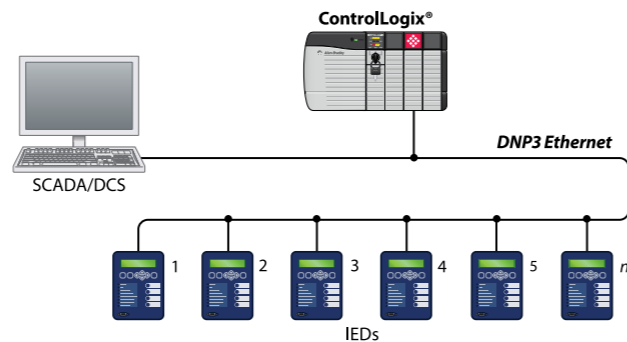 ControlLogix®
DNP3 Ethernet
SCADA/DCS
1 2 3 4 5 n
IEDs